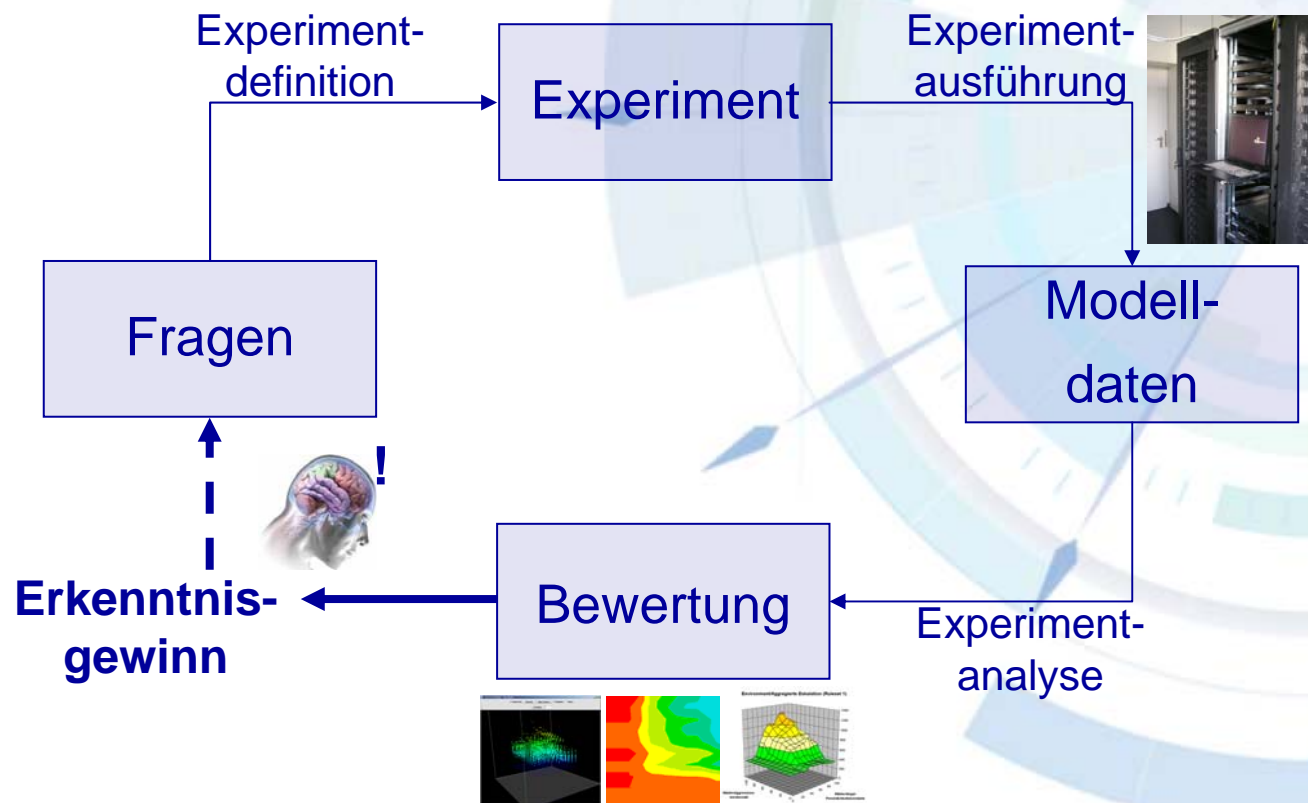 Experiment-
definition
Experiment
Experiment-
ausführung
Modell-
daten
Fragen
!
Erkenntnis-
gewinn
Bewertung
Experiment-
analyse